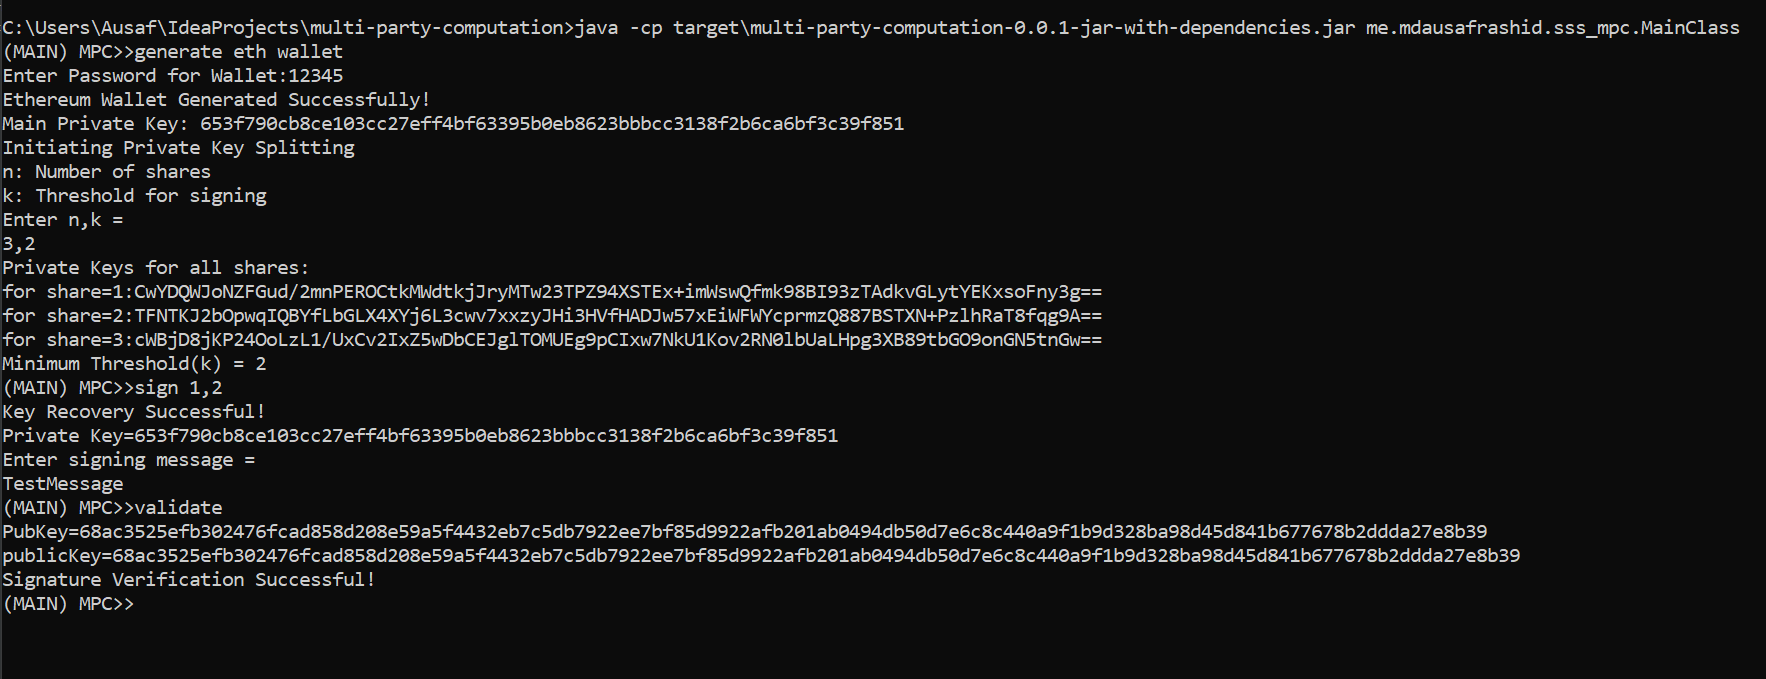 C:\Users\Ausaf\IdeaProjects\multi-party-computation>java -cp target\multi-party-computation-0.0.1-jar-with-dependencies.jar me.mdausafrashid.sss_mpc.MainClass
(MAIN) MPC>>generate eth wallet
Enter Password for Wallet:12345
Ethereum Wallet Generated Successfully!
Main Private Key: 653f790cb8ce103cc27eff4bf63395b0eb8623bbbcc3138f2b6ca6bf3c39f851
Initiating Private Key Splitting
n: Number of shares
k: Threshold for signing
Enter n,k =
3,2
Private Keys for all shares:
for share=1:CwYDQWJoNZFGud/2mnPEROCtkMWdtkjJryMTw23TPZ94XSTEx+imWswQfmk98BI93zTAdkvGLytYEKxsoFny3g==
for share=2:TFNTKJ2bOpwqIQBYfLbGLX4XYj6L3cwv7xxzyJHi3HVfHADJw57xEiWFWYcprmzQ887BSTXN+PzlhRaT8fqg9A==
for share=3:cWBjD8jKP24OoLzL1/UxCv2IxZ5wDbCEJglTOMUEg9pCIxw7NkU1Kov2RN0lbUaLHpg3XB89tbGO9onGN5tnGw==
Minimum Threshold(k) = 2
(MAIN) MPC>>sign 1,2
Key Recovery Successful!
Private Key=653f790cb8ce103cc27eff4bf63395b0eb8623bbbcc3138f2b6ca6bf3c39f851
Enter signing message =
TestMessage
(MAIN) MPC>>validate
PubKey=68ac3525efb302476fcad858d208e59a5f4432eb7c5db7922ee7bf85d9922afb201ab0494db50d7e6c8c440a9f1b9d328ba98d45d841b677678b2ddda27e8b39
publicKey=68ac3525efb302476fcad858d208e59a5f4432eb7c5db7922ee7bf85d9922afb201ab0494db50d7e6c8c440a9f1b9d328ba98d45d841b677678b2ddda27e8b39
Signature Verification Successful!
(MAIN) MPC>>